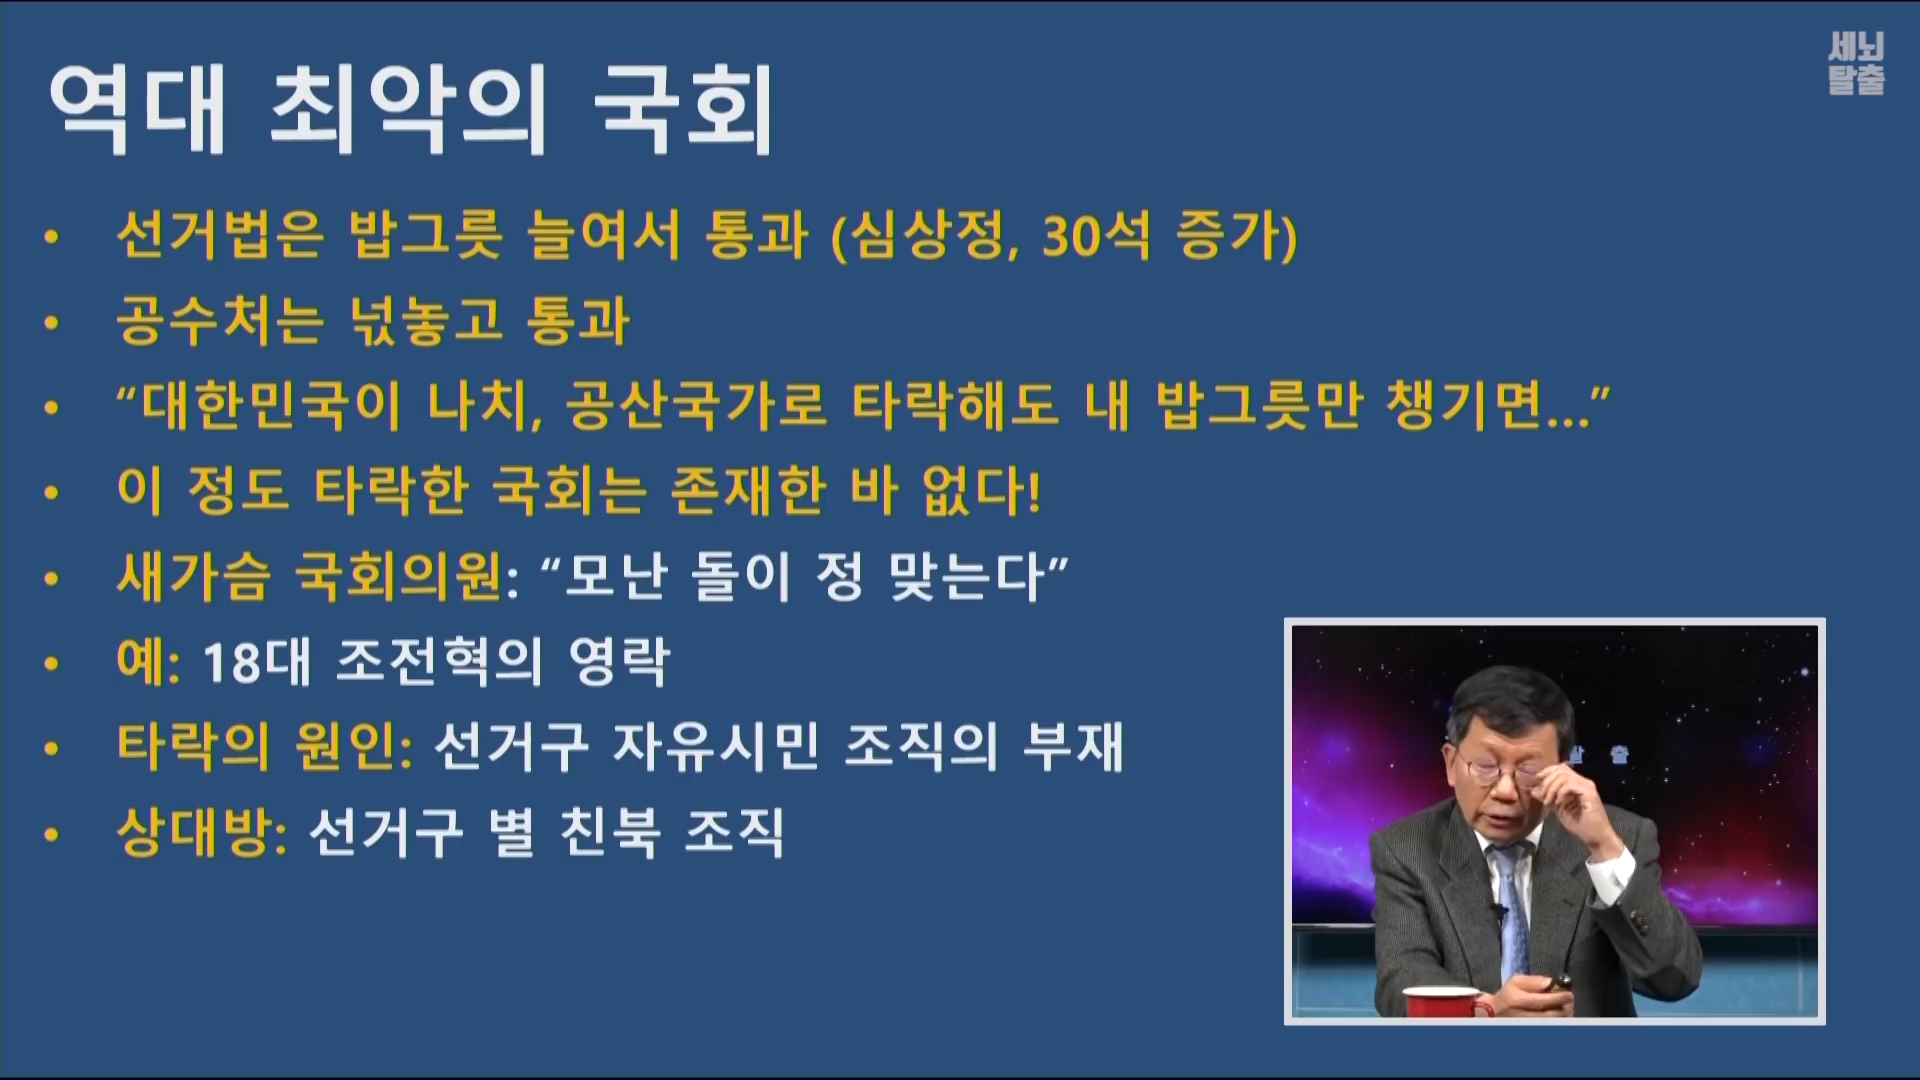 세뇌
탈출
역대 최악의 국회
• 선거법은 밥그릇 늘여서 통과 (심상정, 30석 증가)
• 공수처는 넋놓고 통과
• “대한민국이 나치, 공산국가로 타락해도 내 밥그릇만 챙기면...”
• 이 정도 타락한 국회는 존재한 바 없다!
• 새가슴 국회의원: “모난 돌이 정 맞는다”
• 예: 18대 조전혁의 영락
• 타락의 원인: 선거구 자유시민 조직의 부재
• 상대방: 선거구 별 친북 조직
탈 출